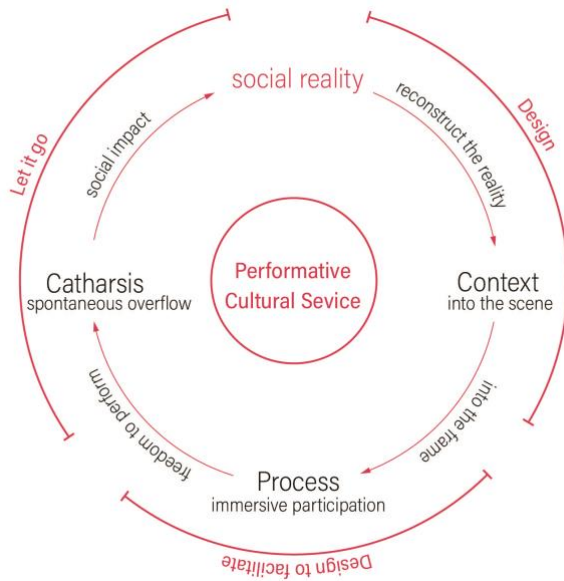 social reality
reconstruct the reality
Design
Context
into the scene
into the frame
Process
immersive participation
Design to facilitate
freedom to perform
Catharsis
spontaneous overflow
social impact
Let it go
Performative
Cultural Sevice